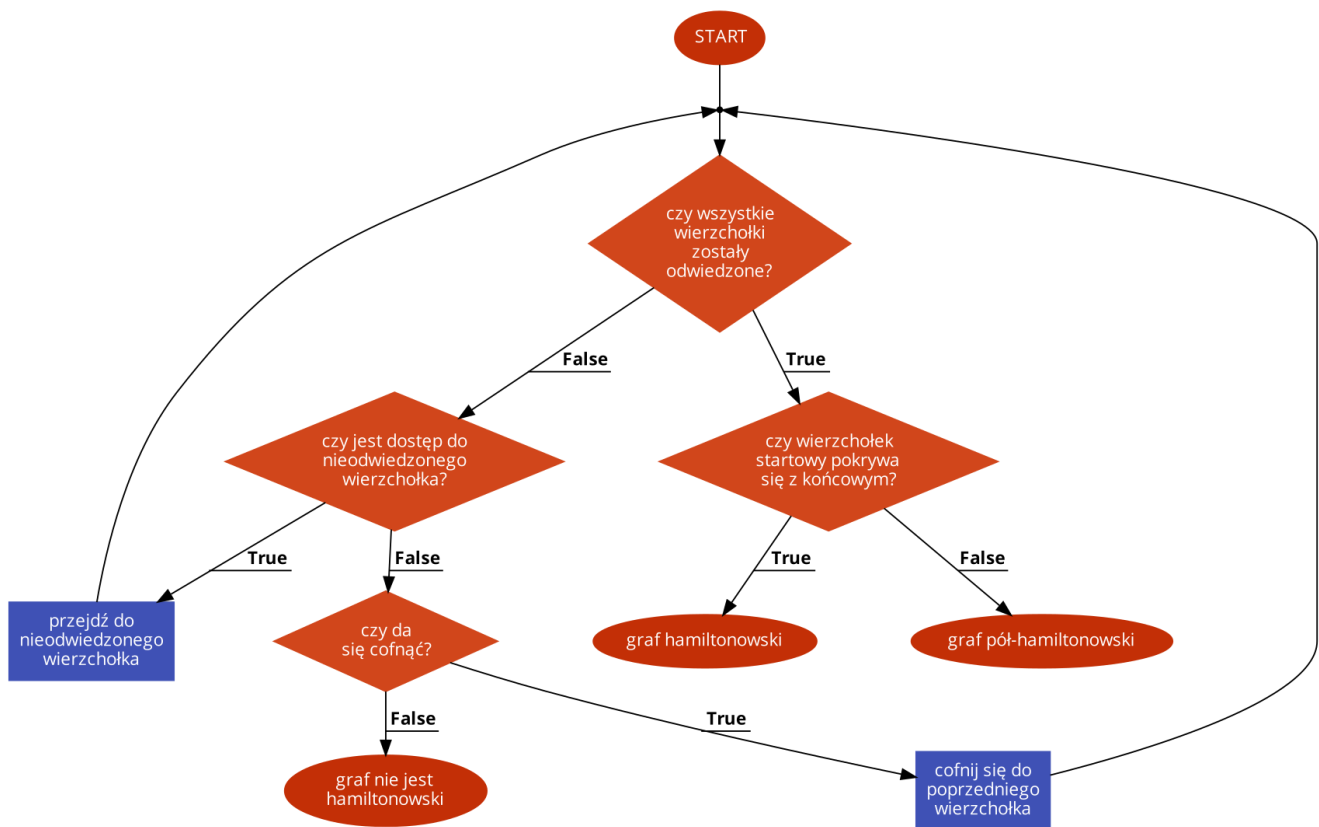 START
czy wszystkie
wierzchołki
zostały
odwiedzone?
False
True
czy jest dostęp do
nieodwiedzonego
wierzchołka?
czy wierzchołek
startowy pokrywa
się z końcowym?
True
False
True
False
przejdź do
nieodwiedzonego
wierzchołka
czy da
się cofnąć?
graf hamiltonowski
graf pół-hamiltonowski
False
True
graf nie jest
hamiltonowski
cofnij się do
poprzedniego
wierzchołka